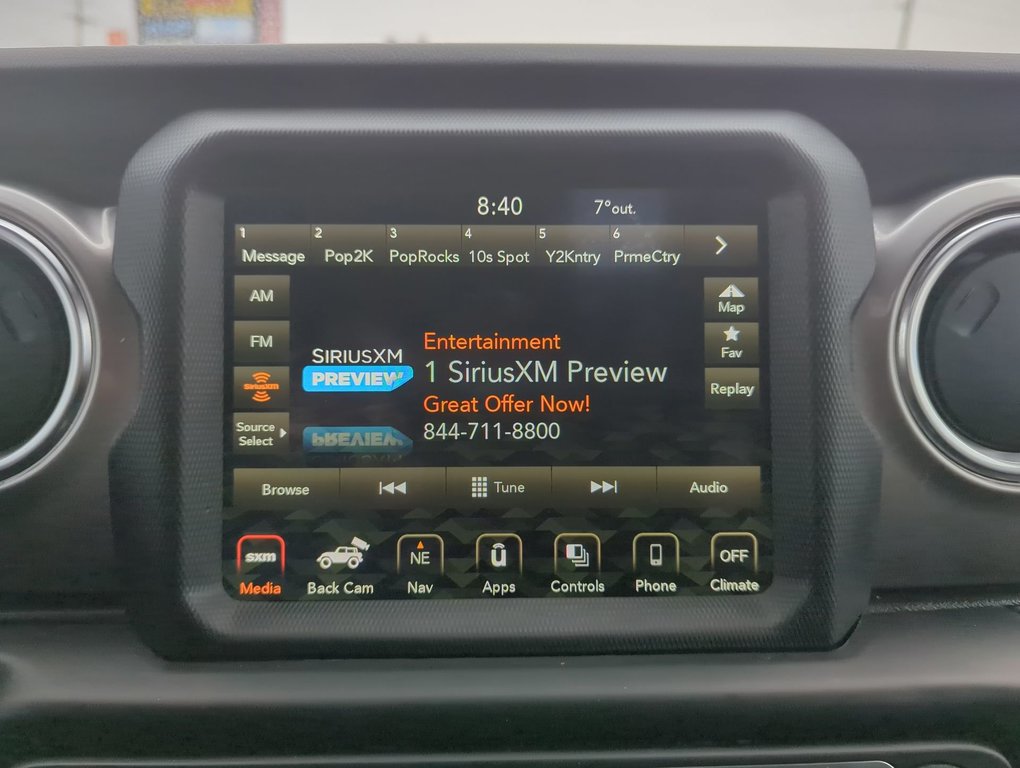 8:40 7°out.
1 2 3 4 5 6
Message Pop2K PopRocks 10s Spot Y2Kntry PrmeCtry
AM
Map
FM
Fav
SiriusXM
Replay
Source
Select
SIRIUSXM
PREVIEW
Entertainment
1 SiriusXM Preview
Great Offer Now!
844-711-8800
PREVIEW
Browse Tune Audio
sxm NE u OFF
Media Back Cam Nav Apps Controls Phone Climate